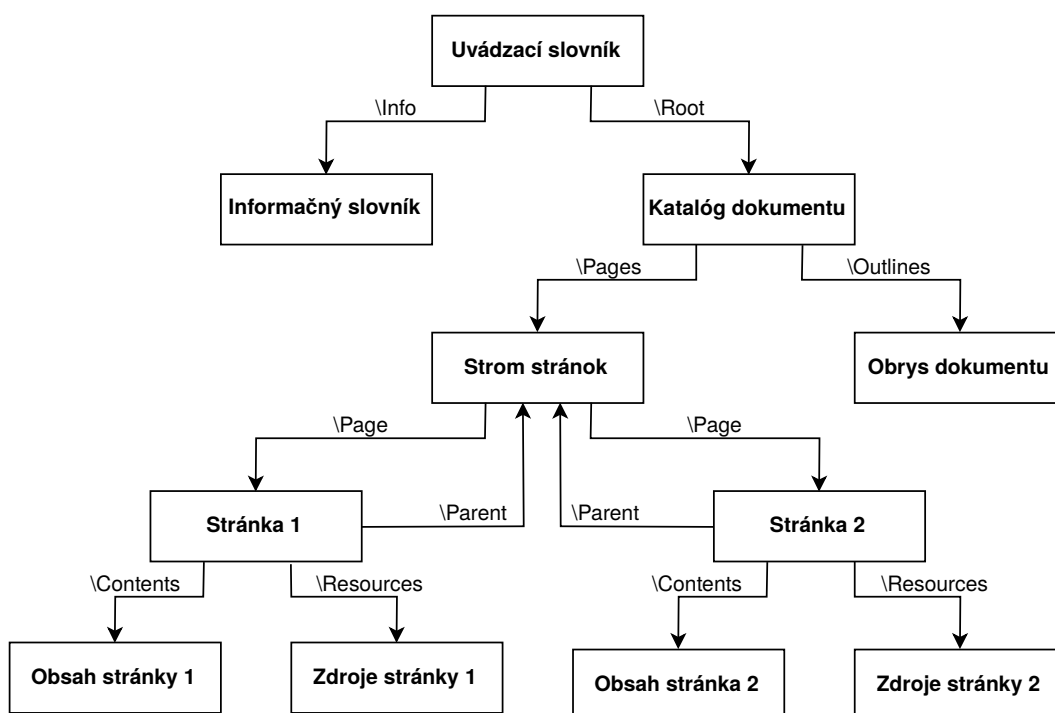 Uvádzací slovník
\Info
\Root
Informačný slovník
Katalóg dokumentu
\Pages
\Outlines
Strom stránok
Obrys dokumentu
\Page
\Page
Stránka 1
\Parent
\Parent
Stránka 2
\Contents
\Resources
\Contents
\Resources
Obsah stránky 1
Zdroje stránky 1
Obsah stránka 2
Zdroje stránky 2